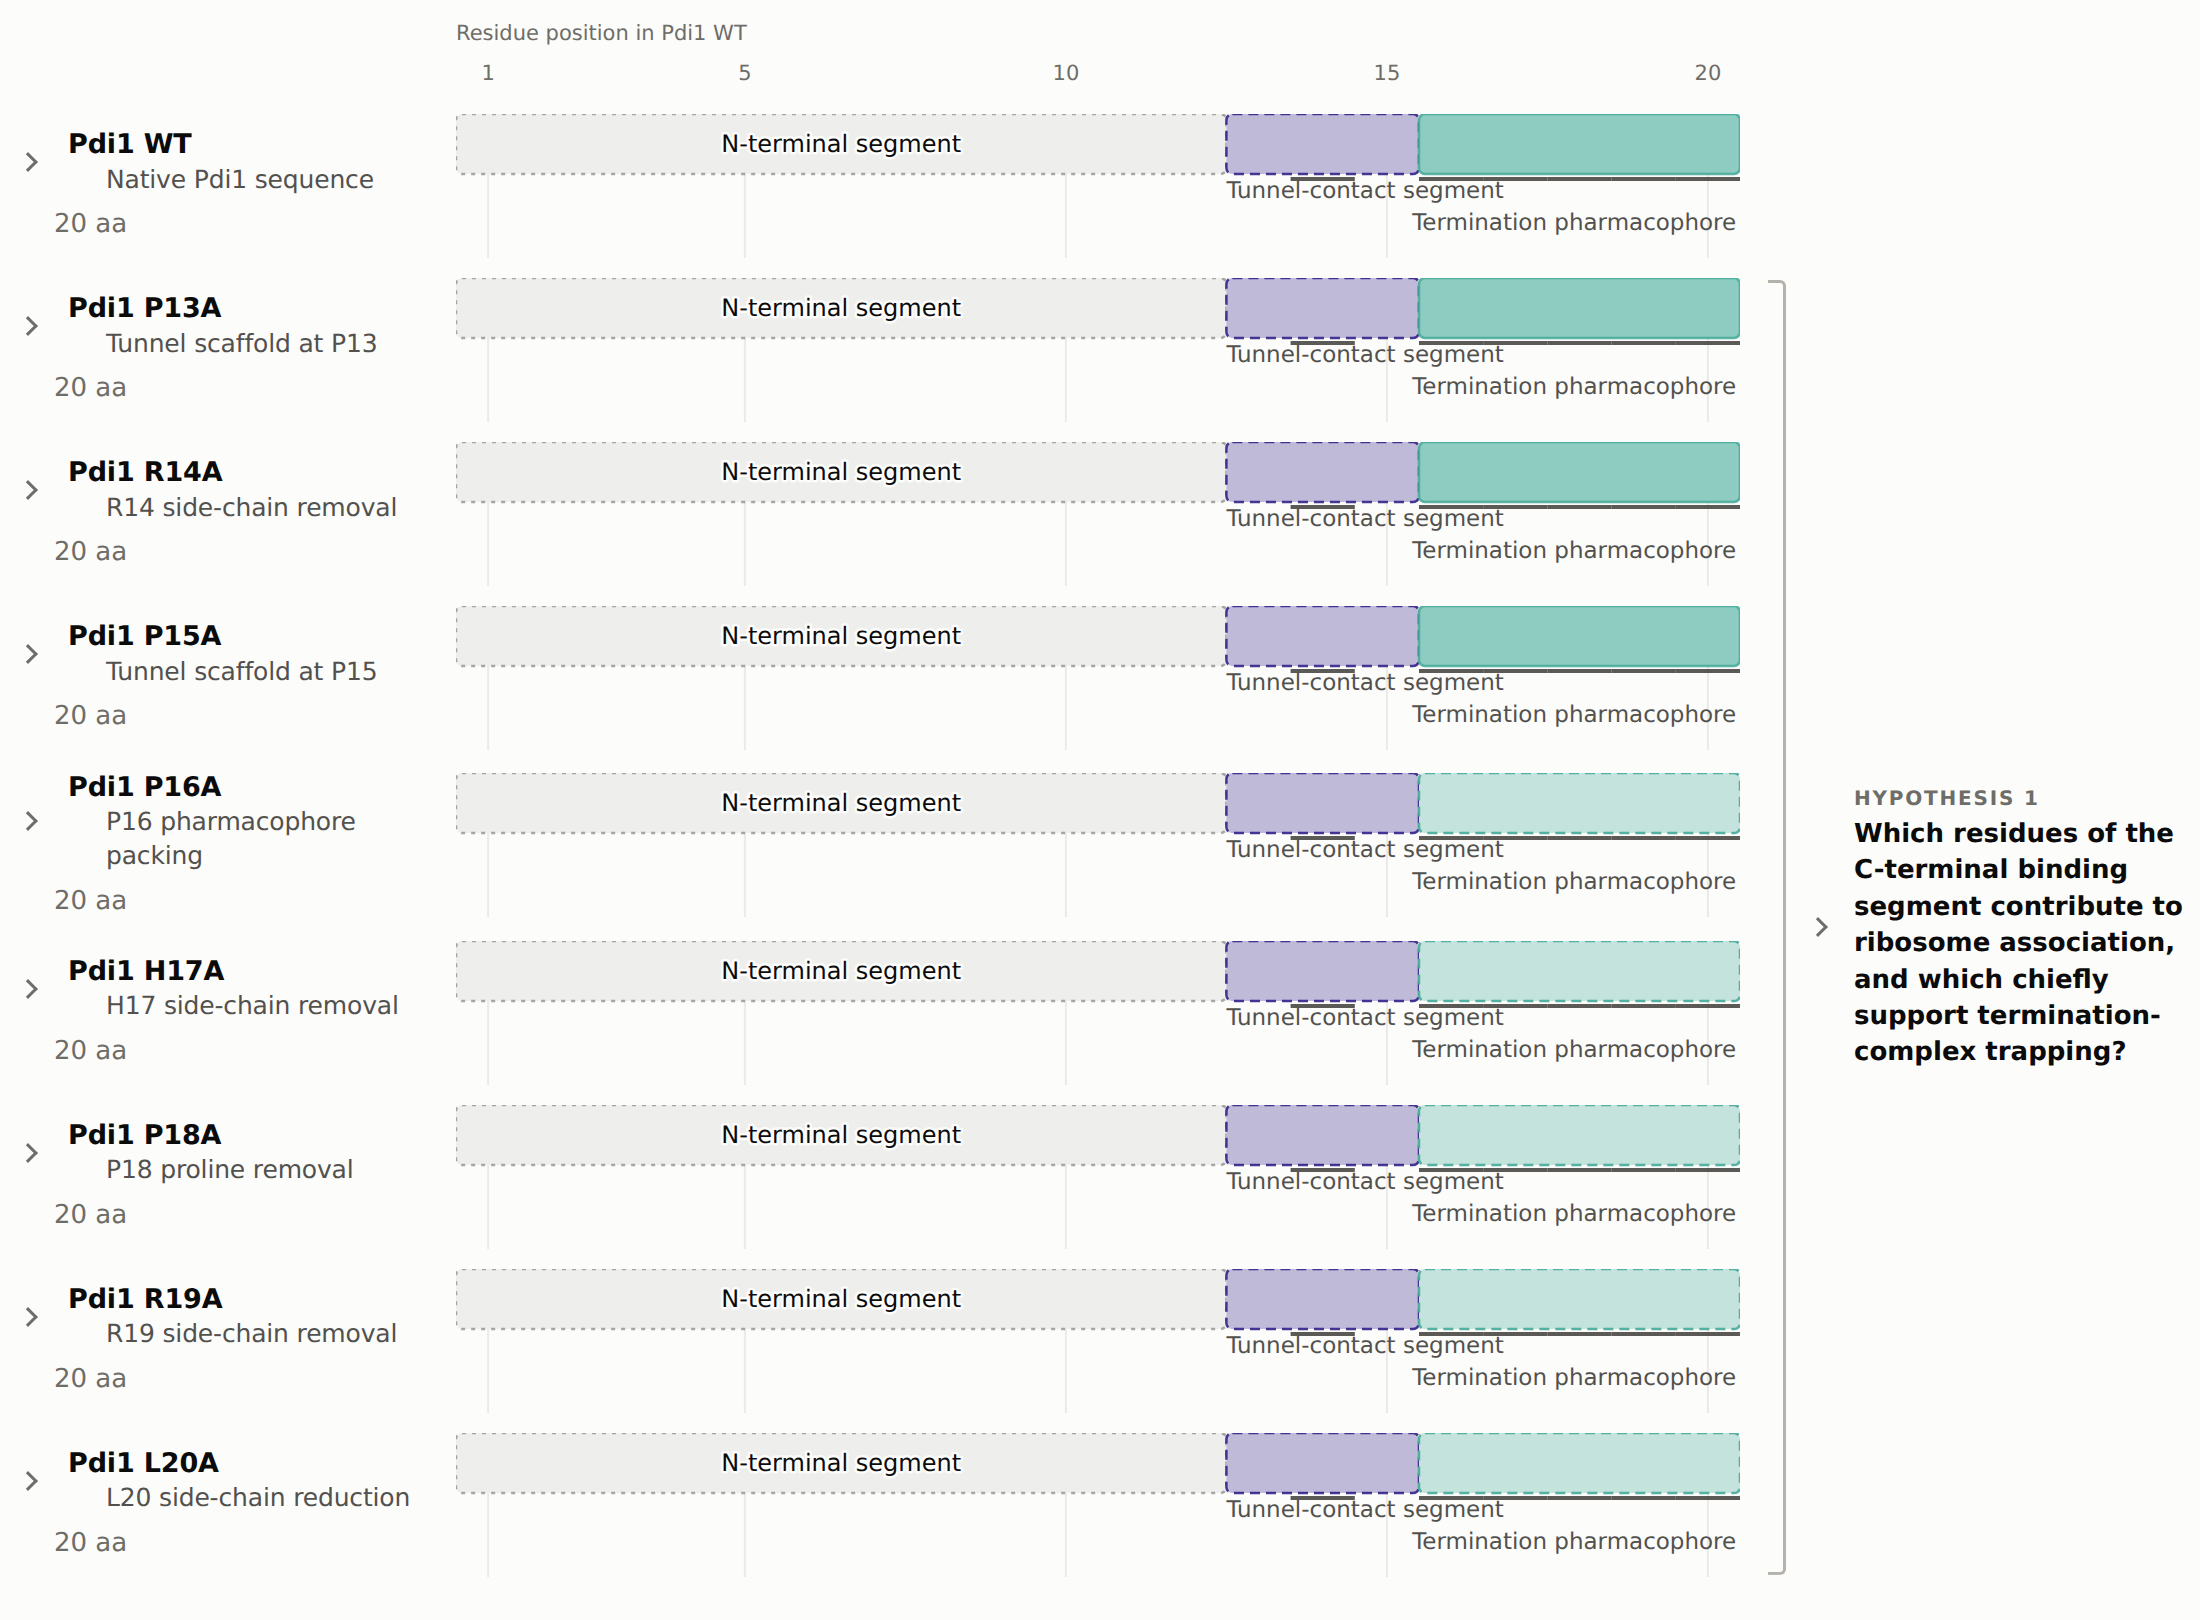 Residue position in Pdi1 WT
1 5 10 15 20
Pdi1 WT
Native Pdi1 sequence
20 aa
N-terminal segment
Tunnel-contact segment
Termination pharmacophore
Pdi1 P13A
Tunnel scaffold at P13
20 aa
N-terminal segment
Tunnel-contact segment
Termination pharmacophore
Pdi1 R14A
R14 side-chain removal
20 aa
N-terminal segment
Tunnel-contact segment
Termination pharmacophore
Pdi1 P15A
Tunnel scaffold at P15
20 aa
N-terminal segment
Tunnel-contact segment
Termination pharmacophore
Pdi1 P16A
P16 pharmacophore
packing
20 aa
N-terminal segment
Tunnel-contact segment
Termination pharmacophore
Pdi1 H17A
H17 side-chain removal
20 aa
N-terminal segment
Tunnel-contact segment
Termination pharmacophore
Pdi1 P18A
P18 proline removal
20 aa
N-terminal segment
Tunnel-contact segment
Termination pharmacophore
Pdi1 R19A
R19 side-chain removal
20 aa
N-terminal segment
Tunnel-contact segment
Termination pharmacophore
Pdi1 L20A
L20 side-chain reduction
20 aa
N-terminal segment
Tunnel-contact segment
Termination pharmacophore
HYPOTHESIS 1
Which residues of the
C-terminal binding
segment contribute to
ribosome association,
and which chiefly
support termination-
complex trapping?